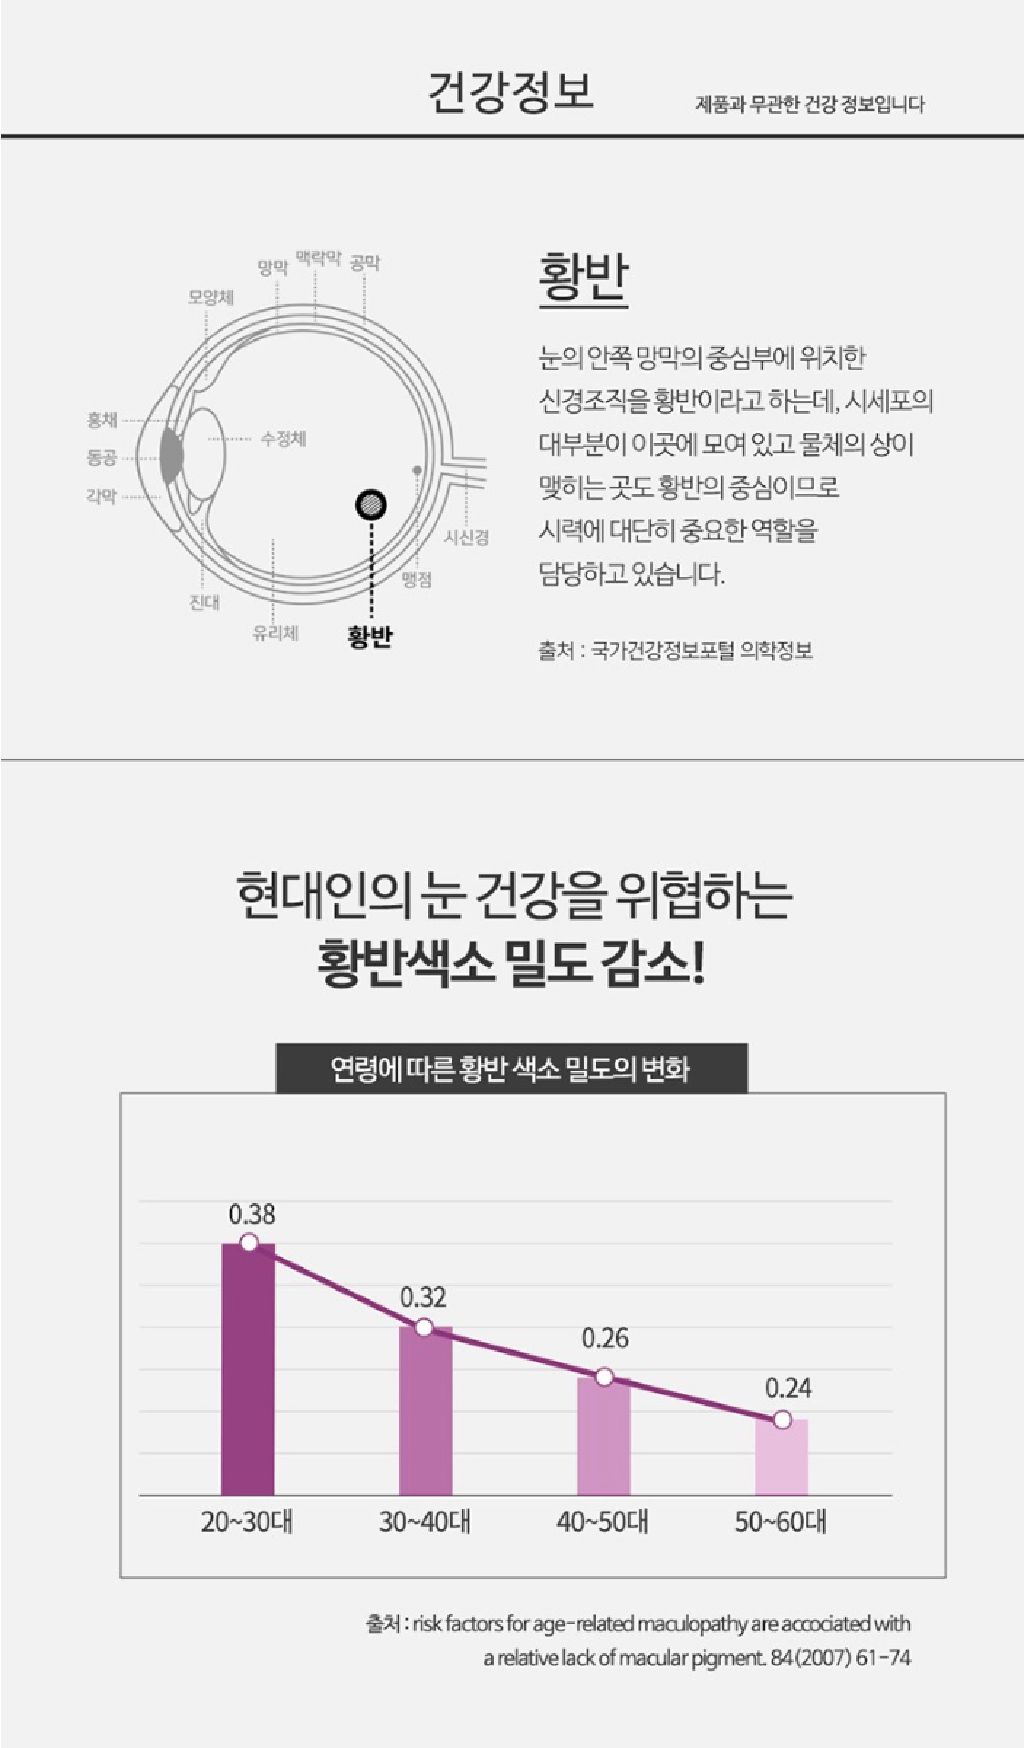 건강정보
제품과 무관한 건강 정보입니다
망막 맥락막 공막
모양체
홍채
수정체
동공
각막
시신경
맹점
진대
유리체
황반
황반
눈의 안쪽 망막의 중심부에 위치한
신경조직을 황반이라고 하는데, 시세포의
대부분이 이곳에 모여 있고 물체의 상이
맺히는 곳도 황반의 중심이므로
시력에 대단히 중요한 역할을
담당하고 있습니다.
출처 : 국가건강정보포털 의학정보
현대인의 눈 건강을 위협하는
황반색소 밀도 감소!
연령에 따른 황반 색소 밀도의 변화
0.38
0.32
0.26
0.24
20~30대 30~40대 40~50대 50~60대
출처 : risk factors for age-related maculopathy are accociated with
a relative lack of macular pigment. 84(2007) 61-74